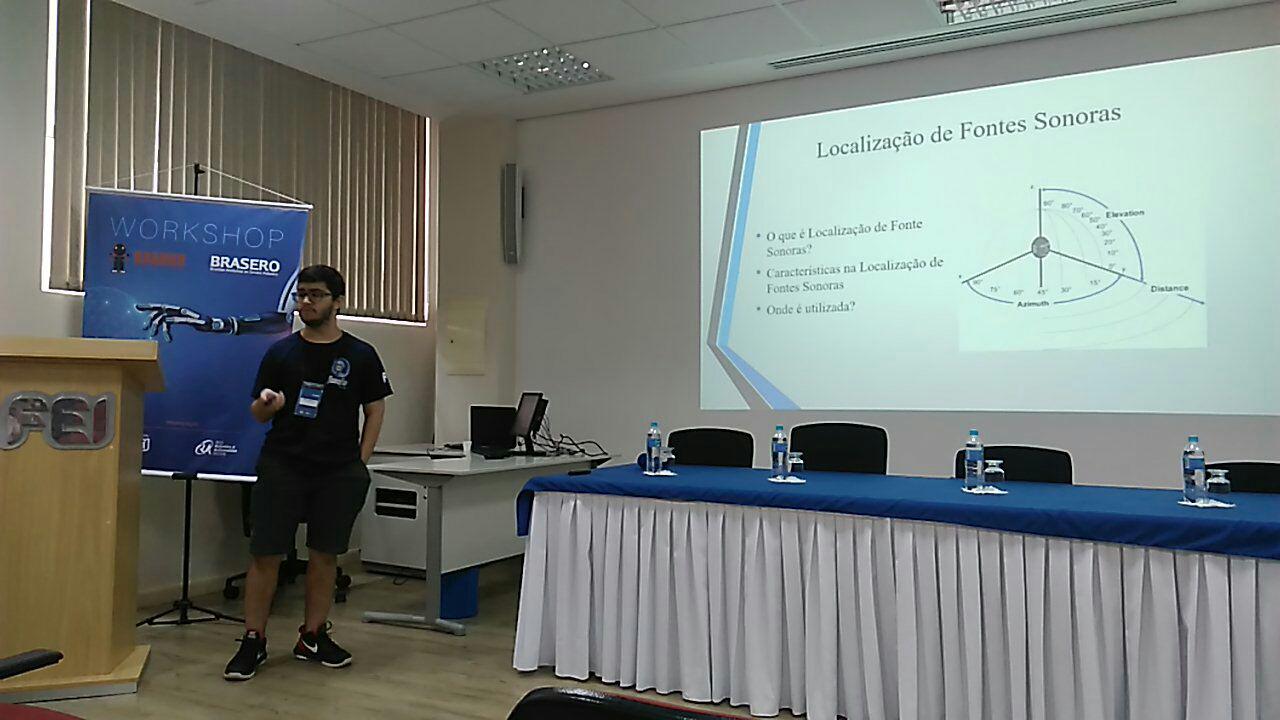 WORKSHOP
BRASERO
FEI
Localização de Fontes Sonoras
• O que é Localização de Fonte
Sonoras?
• Características na Localização de
Fontes Sonoras
• Onde é utilizada?
90°
80°
70°
60°
50°
40°
30°
20°
10°
0°
Elevation
Distance
90°
75°
60°
45°
30°
15°
Azimuth